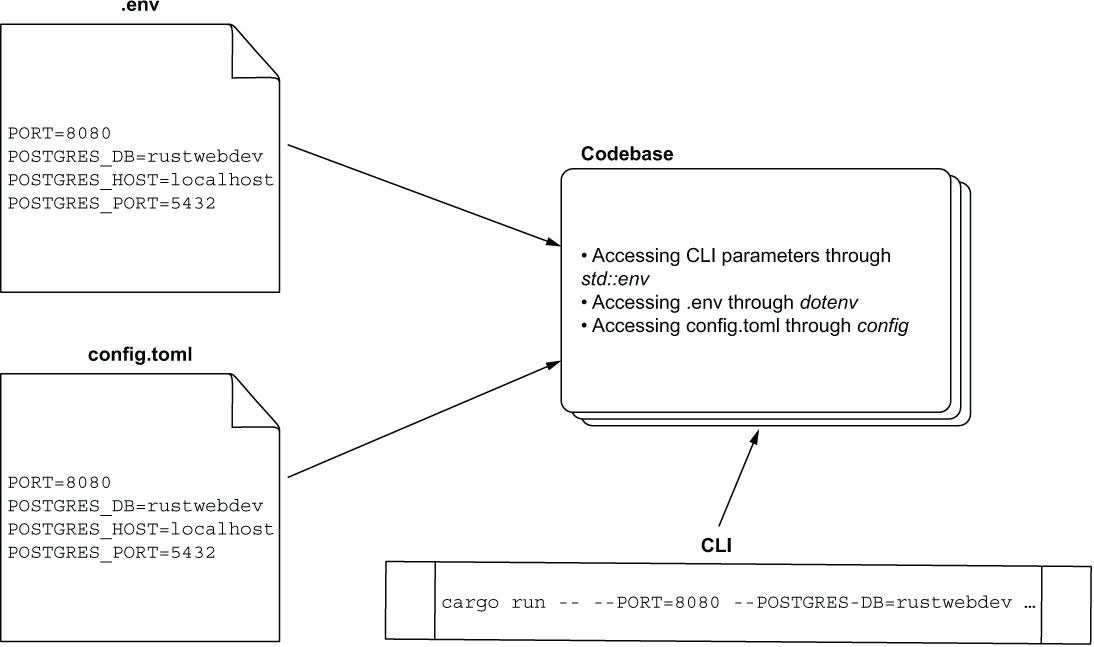 .env
PORT=8080
POSTGRES_DB=rustwebdev
POSTGRES_HOST=localhost
POSTGRES_PORT=5432
Codebase
• Accessing CLI parameters through
std::env
• Accessing .env through dotenv
• Accessing config.toml through config
config.toml
PORT=8080
POSTGRES_DB=rustwebdev
POSTGRES_HOST=localhost
POSTGRES_PORT=5432
CLI
cargo run -- --PORT=8080 --POSTGRES-DB=rustwebdev …